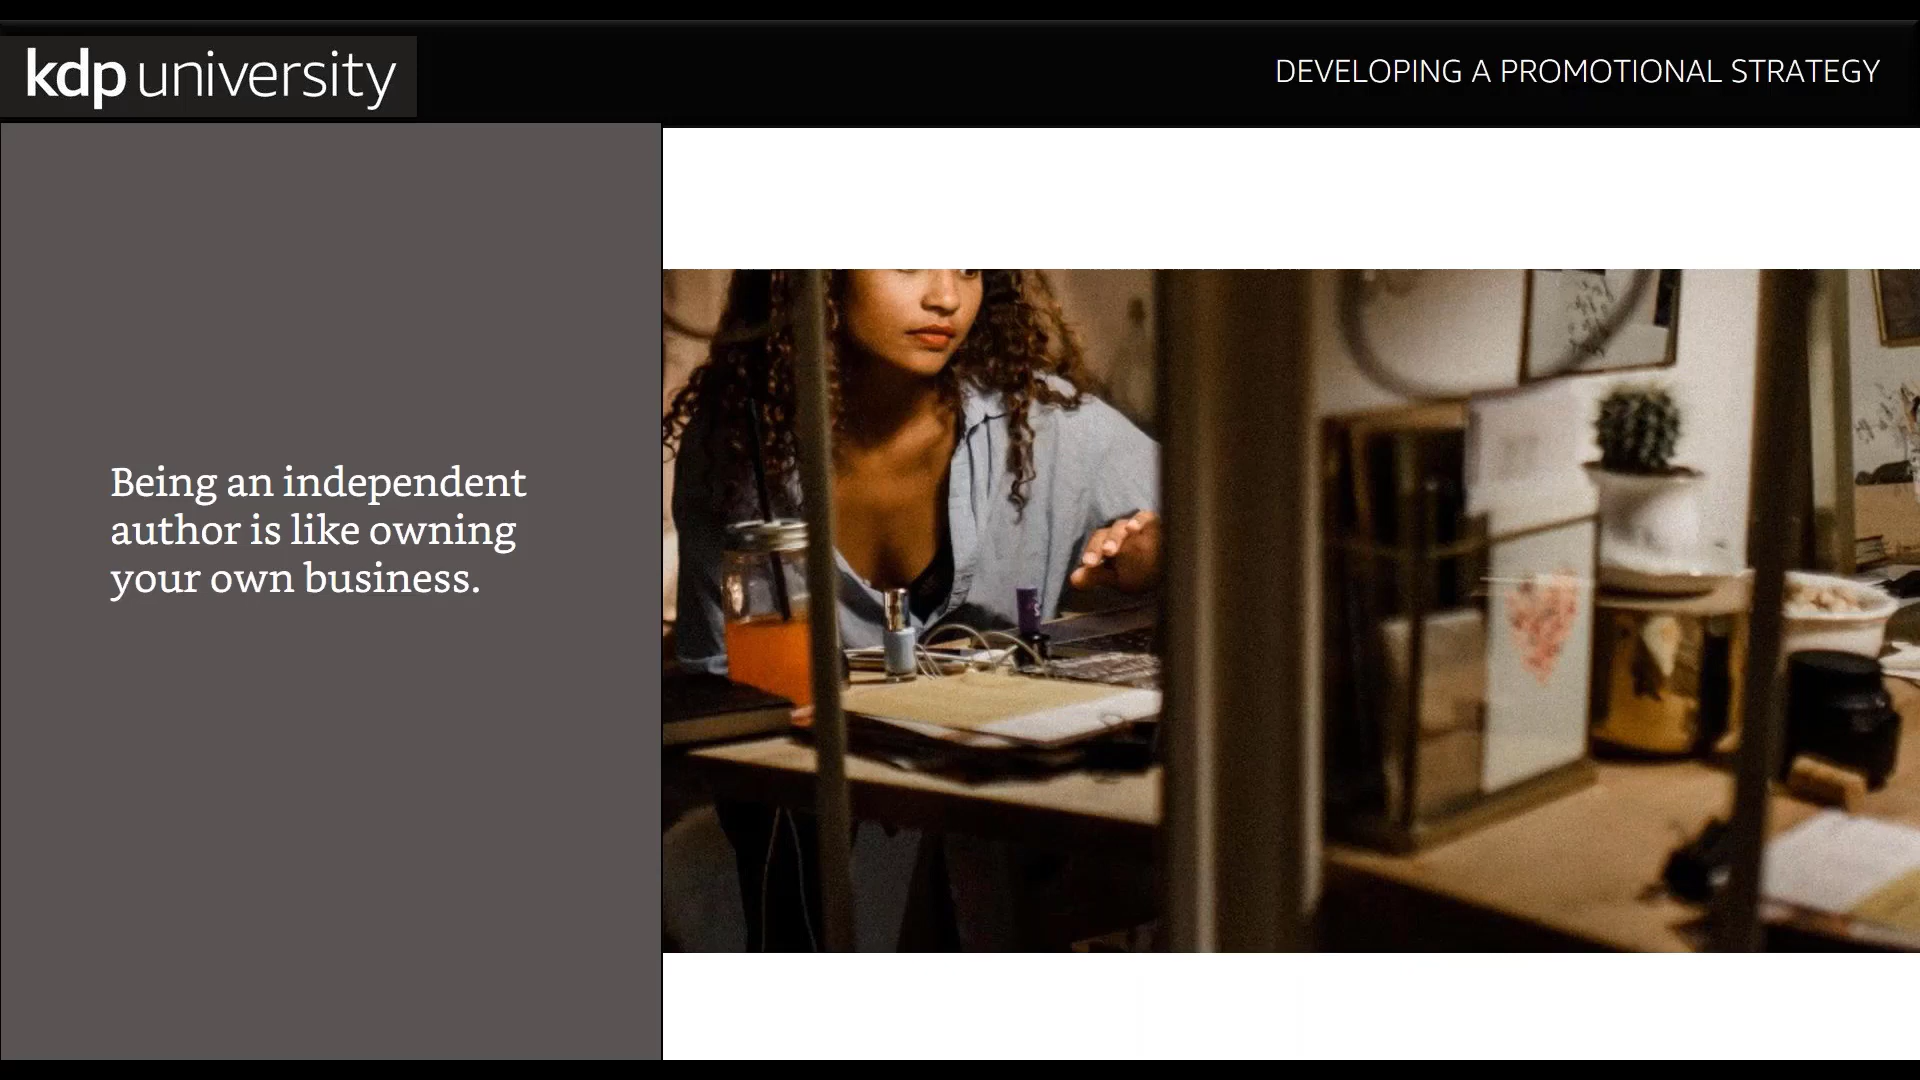 kdp university
DEVELOPING A PROMOTIONAL STRATEGY
Being an independent
author is like owning
your own business.